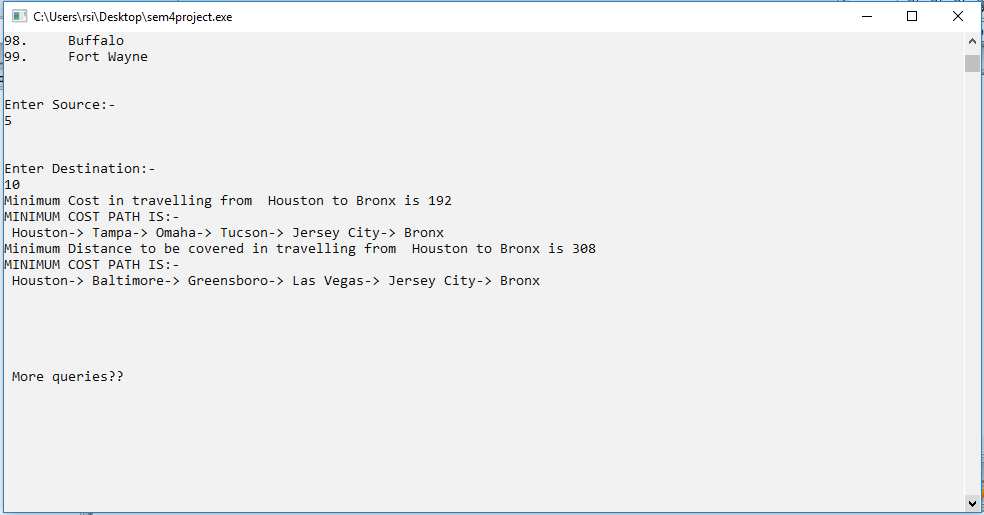 C:\Users\rsi\Desktop\sem4project.exe
98.     Buffalo
99.     Fort Wayne
Enter Source:-
5
Enter Destination:-
10
Minimum Cost in travelling from  Houston to Bronx is 192
MINIMUM COST PATH IS:-
 Houston-> Tampa-> Omaha-> Tucson-> Jersey City-> Bronx
Minimum Distance to be covered in travelling from  Houston to Bronx is 308
MINIMUM COST PATH IS:-
 Houston-> Baltimore-> Greensboro-> Las Vegas-> Jersey City-> Bronx
 More queries??